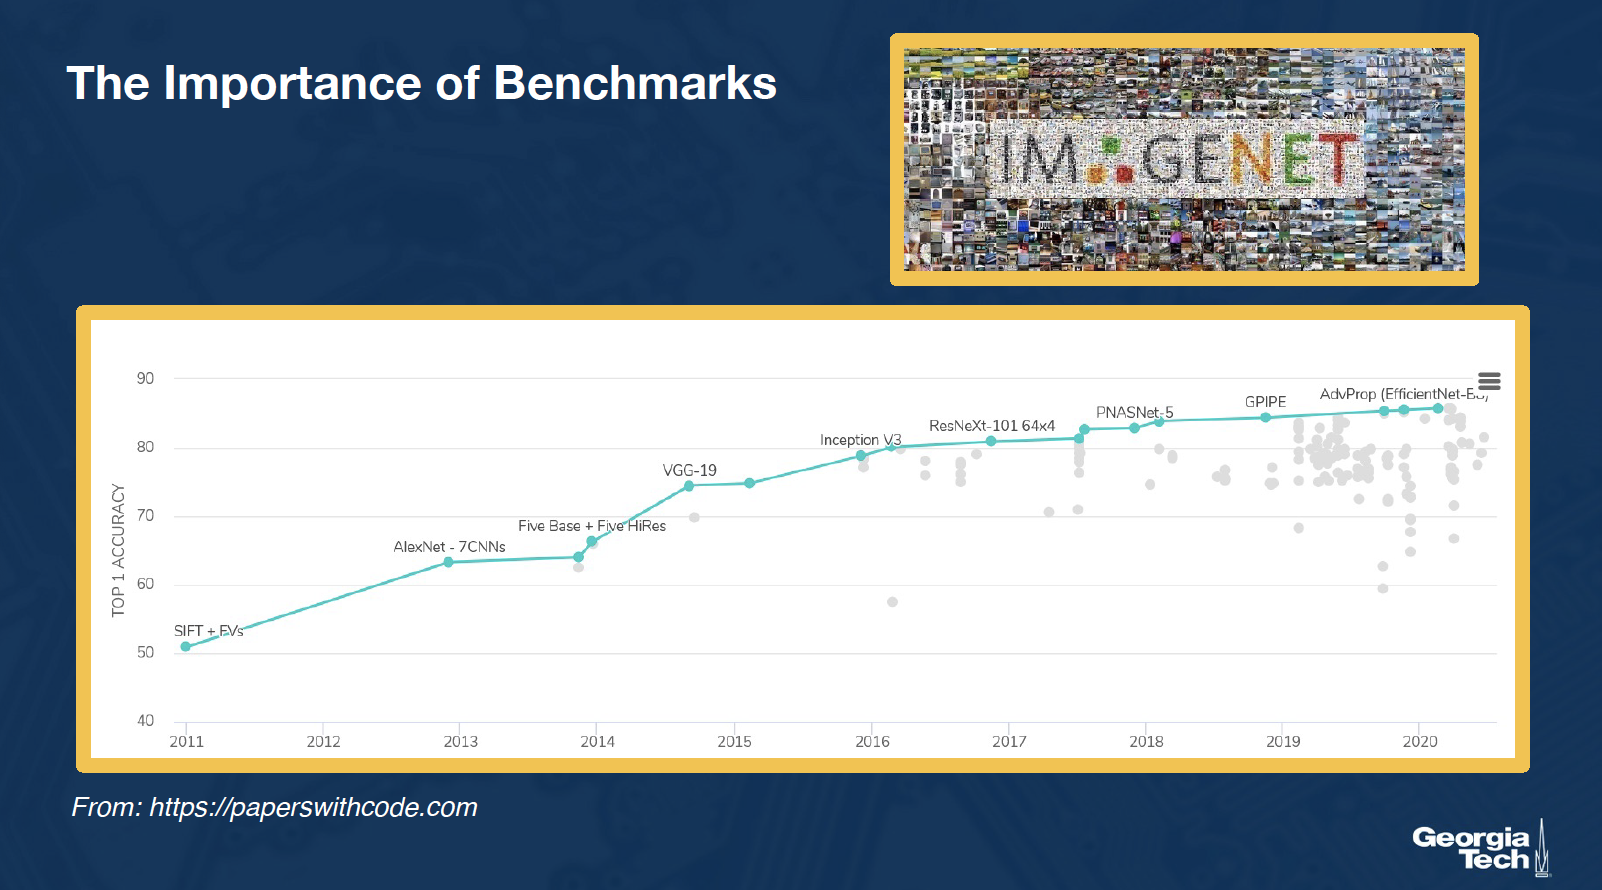 The Importance of Benchmarks
IMAGENET
90
80
70
60
50
40
TOP 1 ACCURACY
SIFT + FVs
AlexNet - 7CNNs
Five Base + Five HiRes
VGG-19
Inception V3
ResNeXt-101 64x4
PNASNet-5
GPIPE
AdvProp (EfficientNet-B8)
2011
2012
2013
2014
2015
2016
2017
2018
2019
2020
From: https://paperswithcode.com
Georgia
Tech